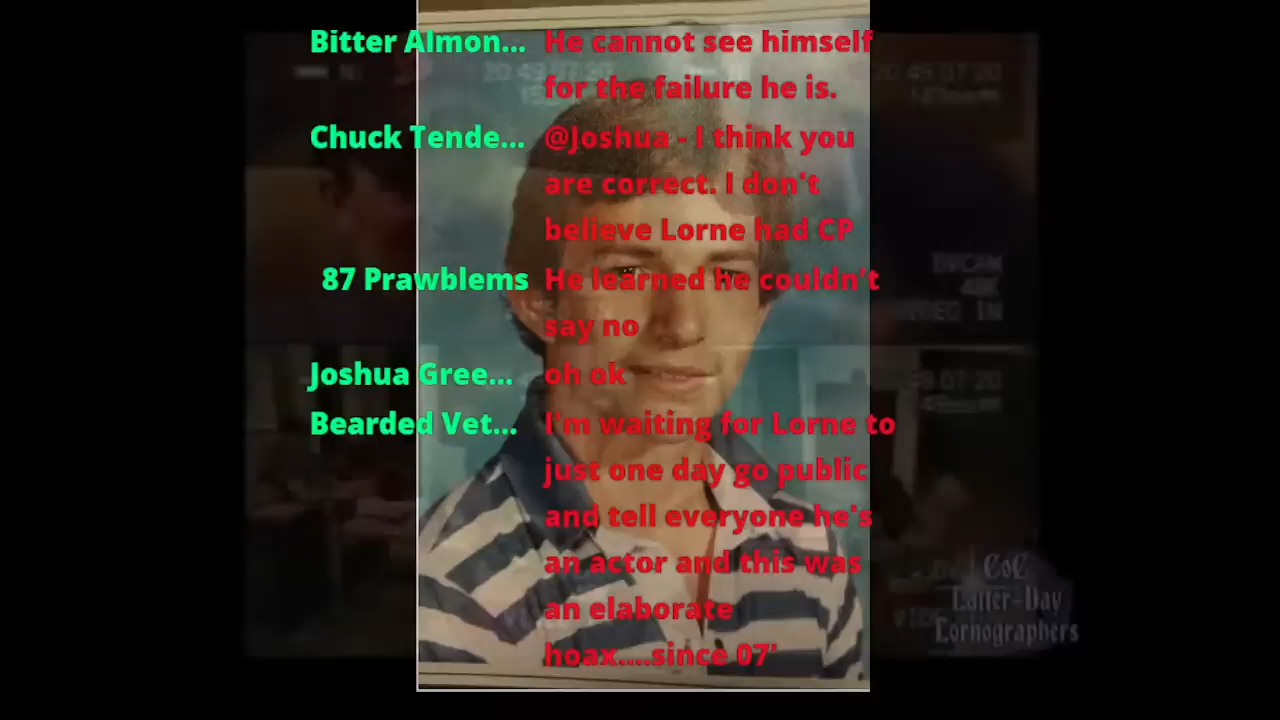 Bitter Almon... He cannot see himself
for the failure he is.
Chuck Tende... @Joshua - I think you
are correct. I don't
believe Lorne had CP
87 Prawblems He learned he couldn't
say no
Joshua Gree... oh ok
Bearded Vet... I'm waiting for Lorne to
just one day go public
and tell everyone he's
an actor and this was
an elaborate
hoax....since 07'
CoC
Latter-Day
Lornographers